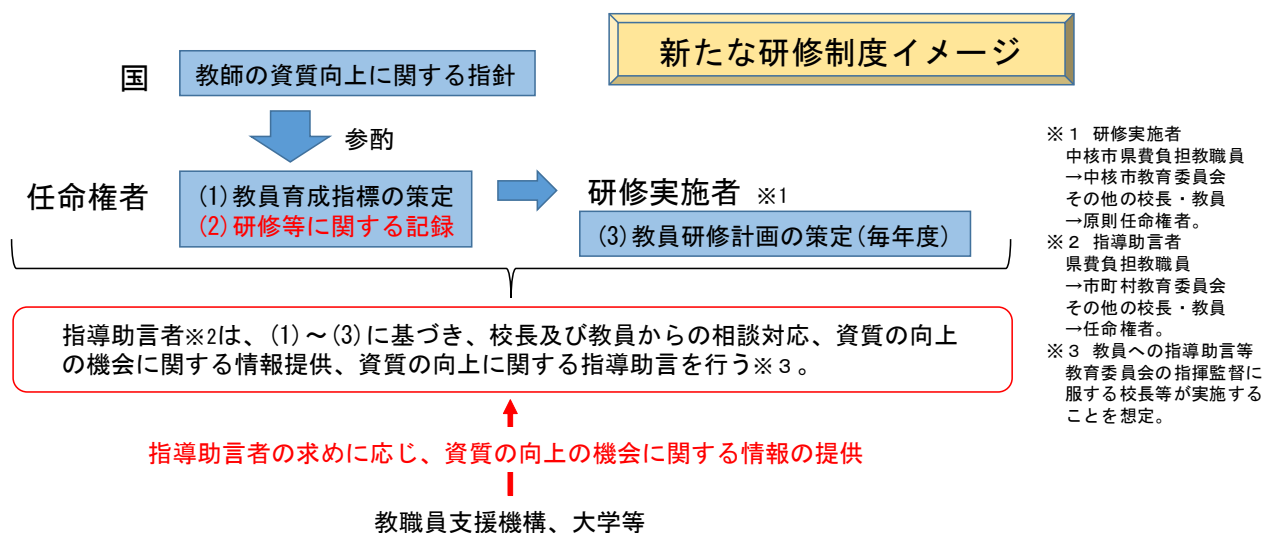 新たな研修制度イメージ
国
教師の資質向上に関する指針
参酌
任命権者
(1)教員育成指標の策定
(2)研修等に関する記録
研修実施者 ※1
(3)教員研修計画の策定(毎年度)
指導助言者※2は、(1)～(3)に基づき、校長及び教員からの相談対応、資質の向上
の機会に関する情報提供、資質の向上に関する指導助言を行う※３。
指導助言者の求めに応じ、資質の向上の機会に関する情報の提供
教職員支援機構、大学等
※１ 研修実施者
中核市県費負担教職員
→中核市教育委員会
その他の校長・教員
→原則任命権者。
※２ 指導助言者
県費負担教職員
→市町村教育委員会
その他の校長・教員
→任命権者。
※３ 教員への指導助言等
教育委員会の指揮監督に
服する校長等が実施する
ことを想定。